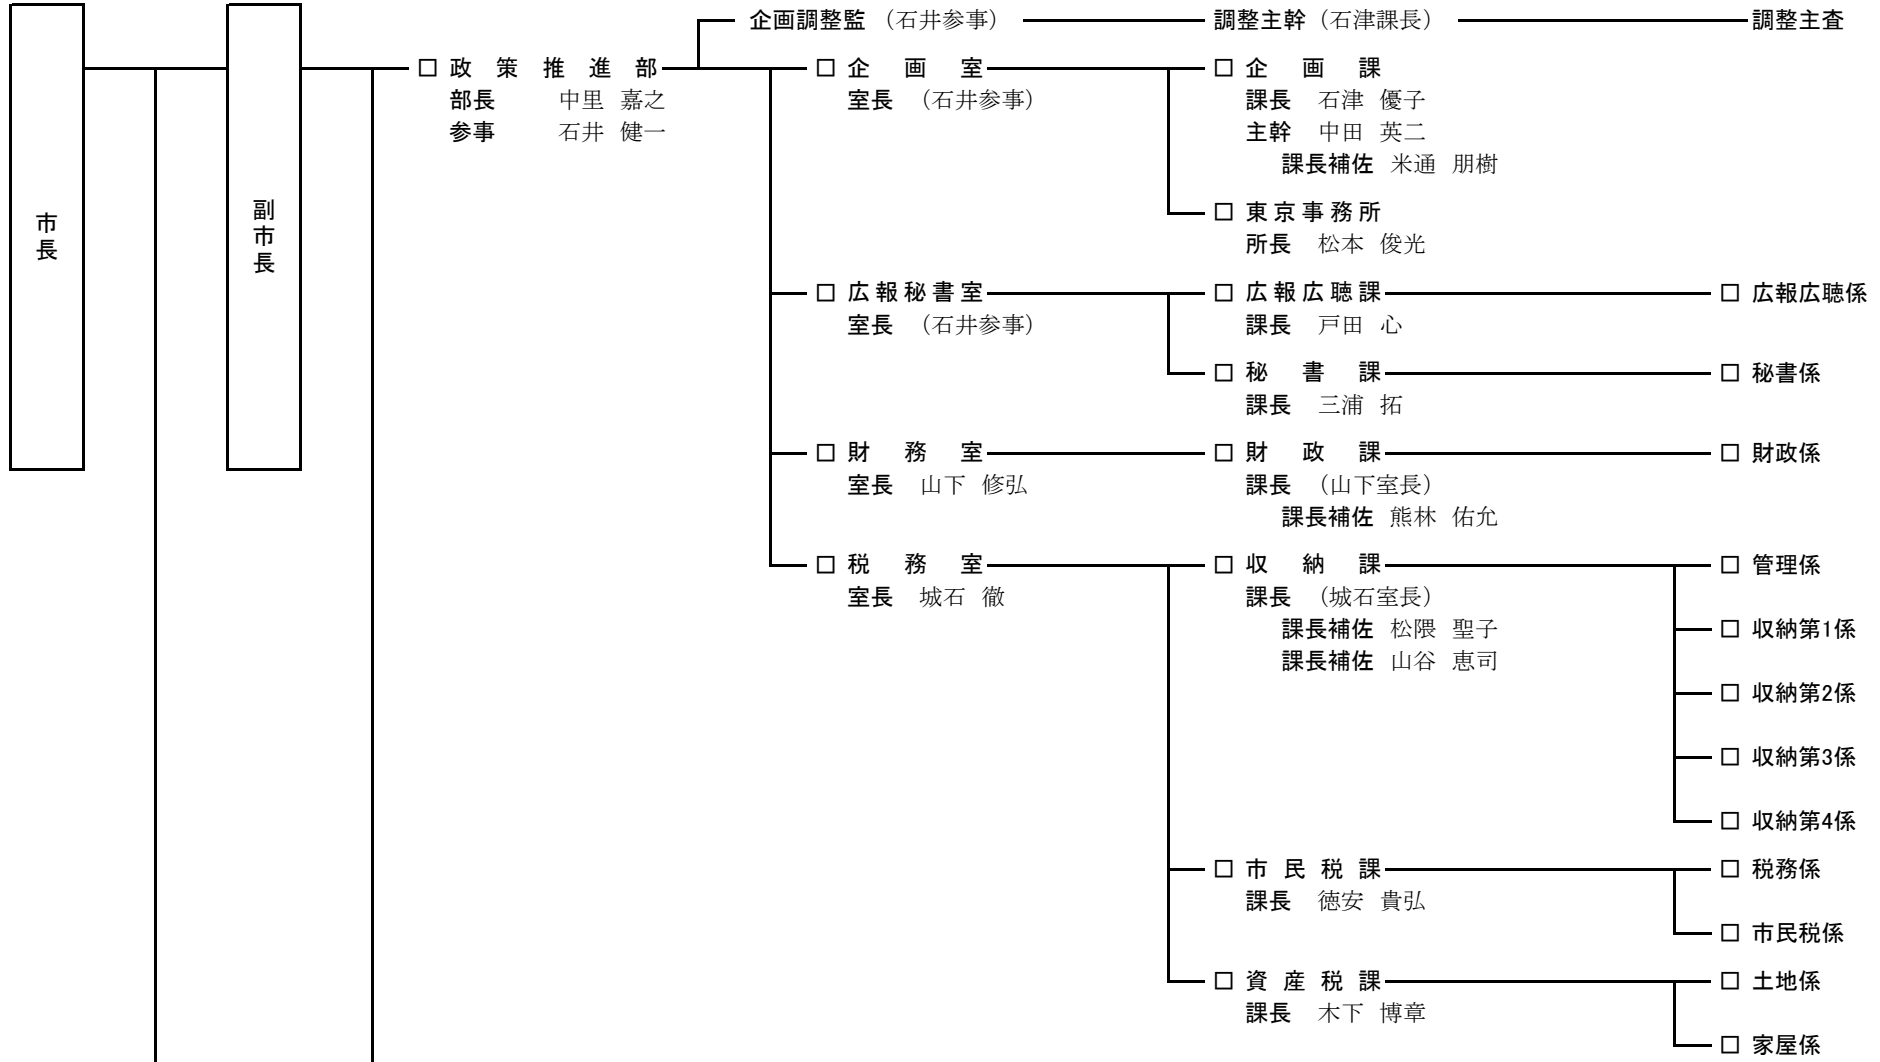 企画調整監 （石井参事） 調整主幹（石津課長） 調整主査
市長
副市長
□ 政策推進部 □ 企画室 □ 企画課
部長 中里 嘉之 室長 （石井参事） 課長 石津 優子
参事 石井 健一 主幹 中田 英二
課長補佐 米通 朋樹
□ 東京事務所
所長 松本 俊光
□ 広報秘書室 □ 広報広聴課 □ 広報広聴係
室長 （石井参事） 課長 戸田 心
□ 秘書課 □ 秘書係
課長 三浦 拓
□ 財務室 □ 財政課 □ 財政係
室長 山下 修弘 課長 （山下室長）
課長補佐 熊林 佑允
□ 税務室 □ 収納課 □ 管理係
室長 城石 徹 課長 （城石室長）
課長補佐 松隈 聖子 □ 収納第1係
課長補佐 山谷 恵司
□ 収納第2係
□ 収納第3係
□ 収納第4係
□ 市民税課 □ 税務係
課長 徳安 貴弘
□ 市民税係
□ 資産税課 □ 土地係
課長 木下 博章
□ 家屋係